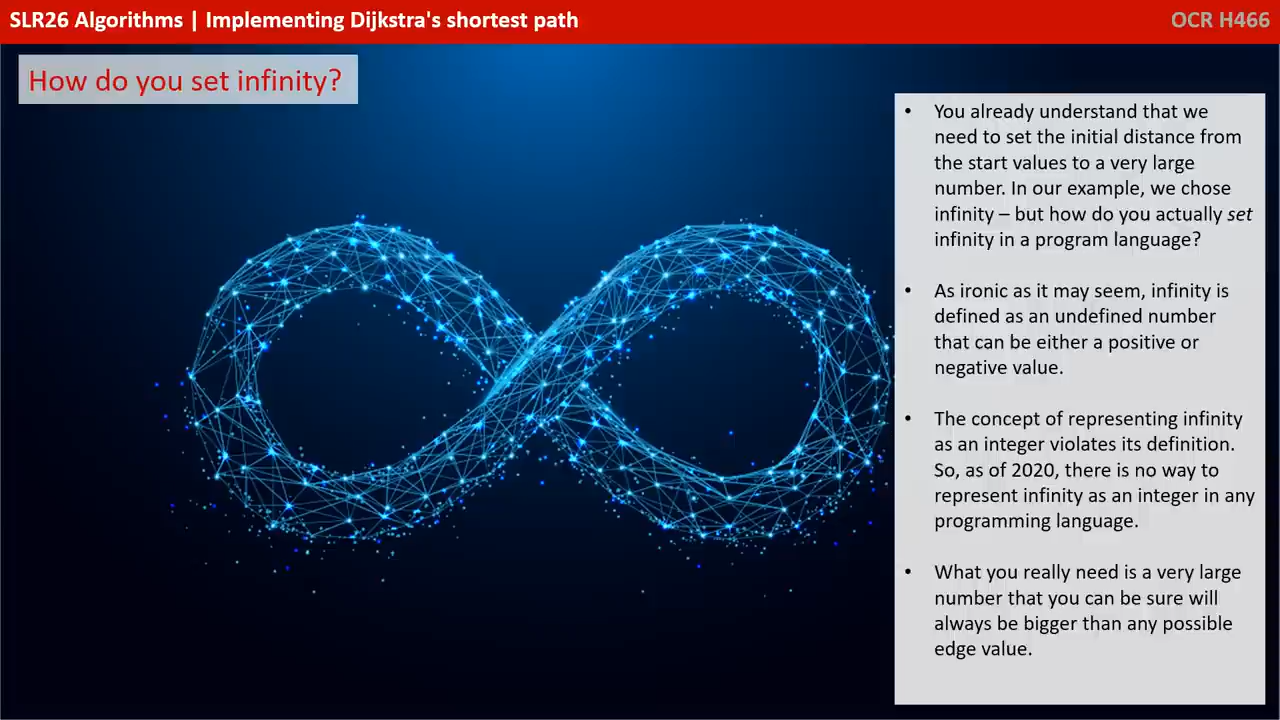 SLR26 Algorithms | Implementing Dijkstra's shortest path
OCR H466
How do you set infinity?
• You already understand that we
need to set the initial distance from
the start values to a very large
number. In our example, we chose
infinity – but how do you actually set
infinity in a program language?
• As ironic as it may seem, infinity is
defined as an undefined number
that can be either a positive or
negative value.
• The concept of representing infinity
as an integer violates its definition.
So, as of 2020, there is no way to
represent infinity as an integer in any
programming language.
• What you really need is a very large
number that you can be sure will
always be bigger than any possible
edge value.